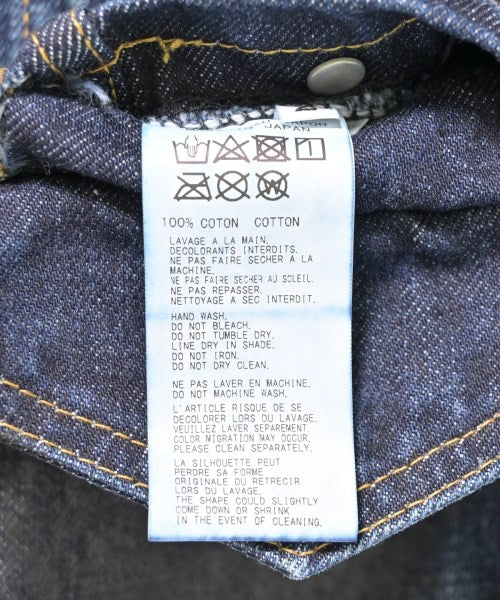 JAPAN
100% COTON COTTON
LAVAGE A LA MAIN.
DECOLORANTS INTERDITS.
NE PAS FAIRE SECHER A LA
MACHINE.
NE PAS FAIRE SECHER AU SOLEIL.
NE PAS REPASSER.
NETTOYAGE A SEC INTERDIT.
HAND WASH.
DO NOT BLEACH.
DO NOT TUMBLE DRY.
LINE DRY IN SHADE.
DO NOT IRON.
DO NOT DRY CLEAN.
NE PAS LAVER EN MACHINE.
DO NOT MACHINE WASH.
L'ARTICLE RISQUE DE SE
DECOLORER LORS DU LAVAGE.
VEUILLEZ LAVER SEPAREMENT.
COLOR MIGRATION MAY OCCUR.
PLEASE CLEAN SEPARATELY.
LA SILHOUETTE PEUT
PERDRE SA FORME
ORIGINALE OU RETRECIR
LORS DU LAVAGE.
THE SHAPE COULD SLIGHTLY
COME DOWN OR SHRINK
IN THE EVENT OF CLEANING.